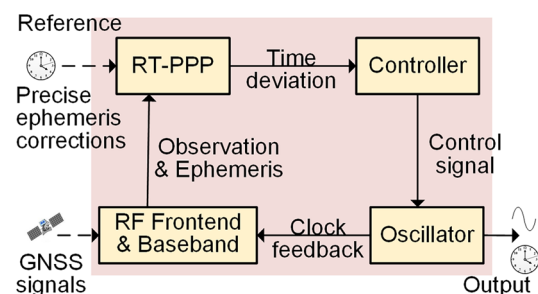 Reference
RT-PPP
Time
deviation
Controller
Precise
ephemeris
corrections
Observation
& Ephemeris
Control
signal
RF Frontend
& Baseband
Clock
feedback
Oscillator
GNSS
signals
Output